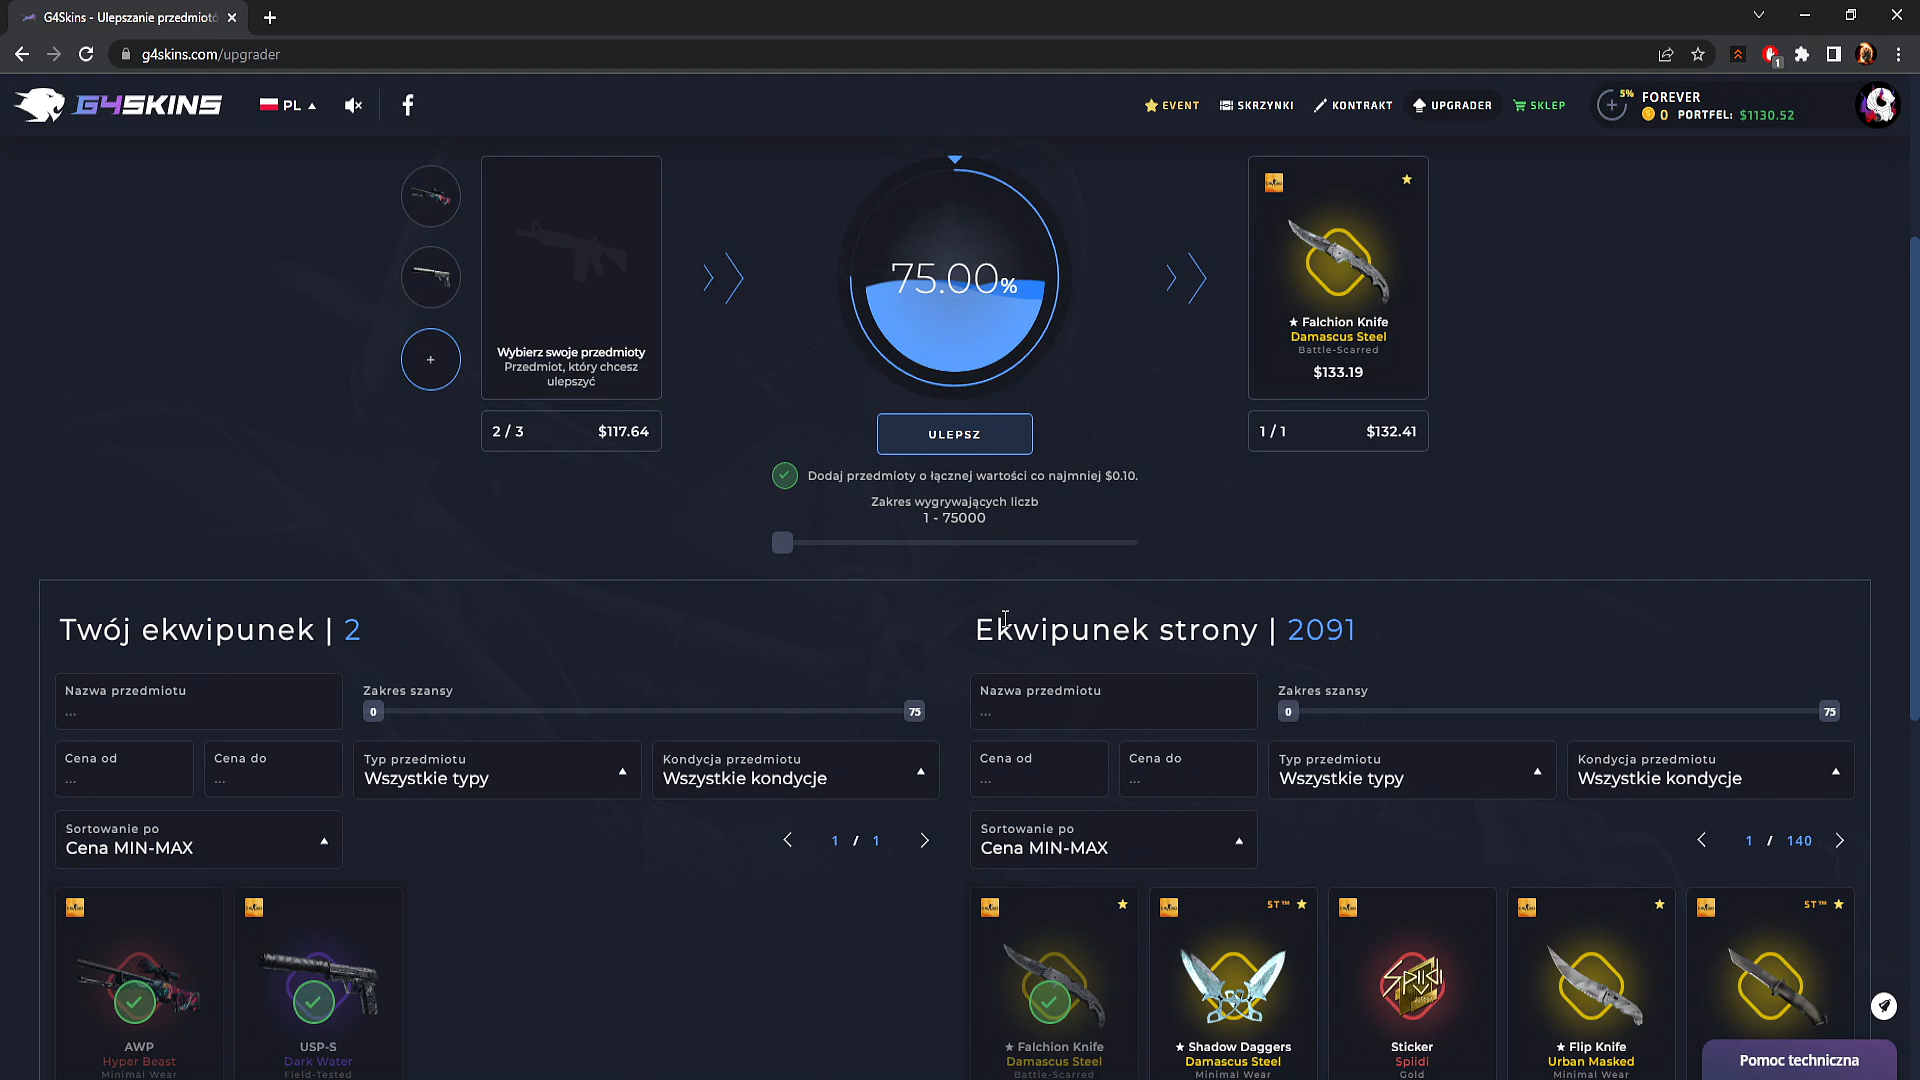 G4Skins - Ulepszanie przedmiotó
g4skins.com/upgrader
1
G4SKINS
PL
EVENT
SKRZYNKI
KONTRAKT
UPGRADER
SKLEP
5%
FOREVER
0 PORTFEL: $1130.52
Wybierz swoje przedmioty
Przedmiot, który chcesz
ulepszyć
2 / 3 $117.64
75.00%
ULEPSZ
Dodaj przedmioty o łącznej wartości co najmniej $0.10.
Zakres wygrywających liczb
1 - 75000
★ Falchion Knife
Damascus Steel
Battle-Scarred
$133.19
1 / 1 $132.41
Twój ekwipunek | 2
Nazwa przedmiotu
...
Zakres szansy
0 75
Cena od
...
Cena do
...
Typ przedmiotu
Wszystkie typy
Kondycja przedmiotu
Wszystkie kondycje
Sortowanie po
Cena MIN-MAX
1 / 1
AWP
Hyper Beast
Minimal Wear
USP-S
Dark Water
Field-Tested
Ekwipunek strony | 2091
Nazwa przedmiotu
...
Zakres szansy
0 75
Cena od
...
Cena do
...
Typ przedmiotu
Wszystkie typy
Kondycja przedmiotu
Wszystkie kondycje
Sortowanie po
Cena MIN-MAX
1 / 140
★ Falchion Knife
Damascus Steel
Battle-Scarred
ST™
★ Shadow Daggers
Damascus Steel
Minimal Wear
Sticker
Spiidi
Gold
★ Flip Knife
Urban Masked
Minimal Wear
ST™
Pomoc techniczna